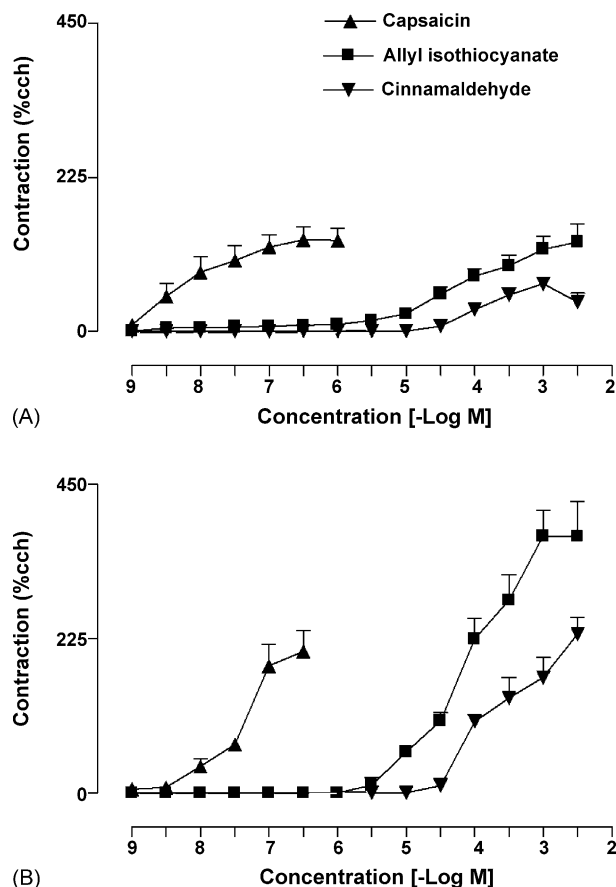 450
225
0
Contraction (%cch)
Capsaicin
Allyl isothiocyanate
Cinnamaldehyde
9 8 7 6 5 4 3 2
(A)
Concentration [-Log M]
450
225
0
Contraction (%cch)
9 8 7 6 5 4 3 2
Concentration [-Log M]
(B)